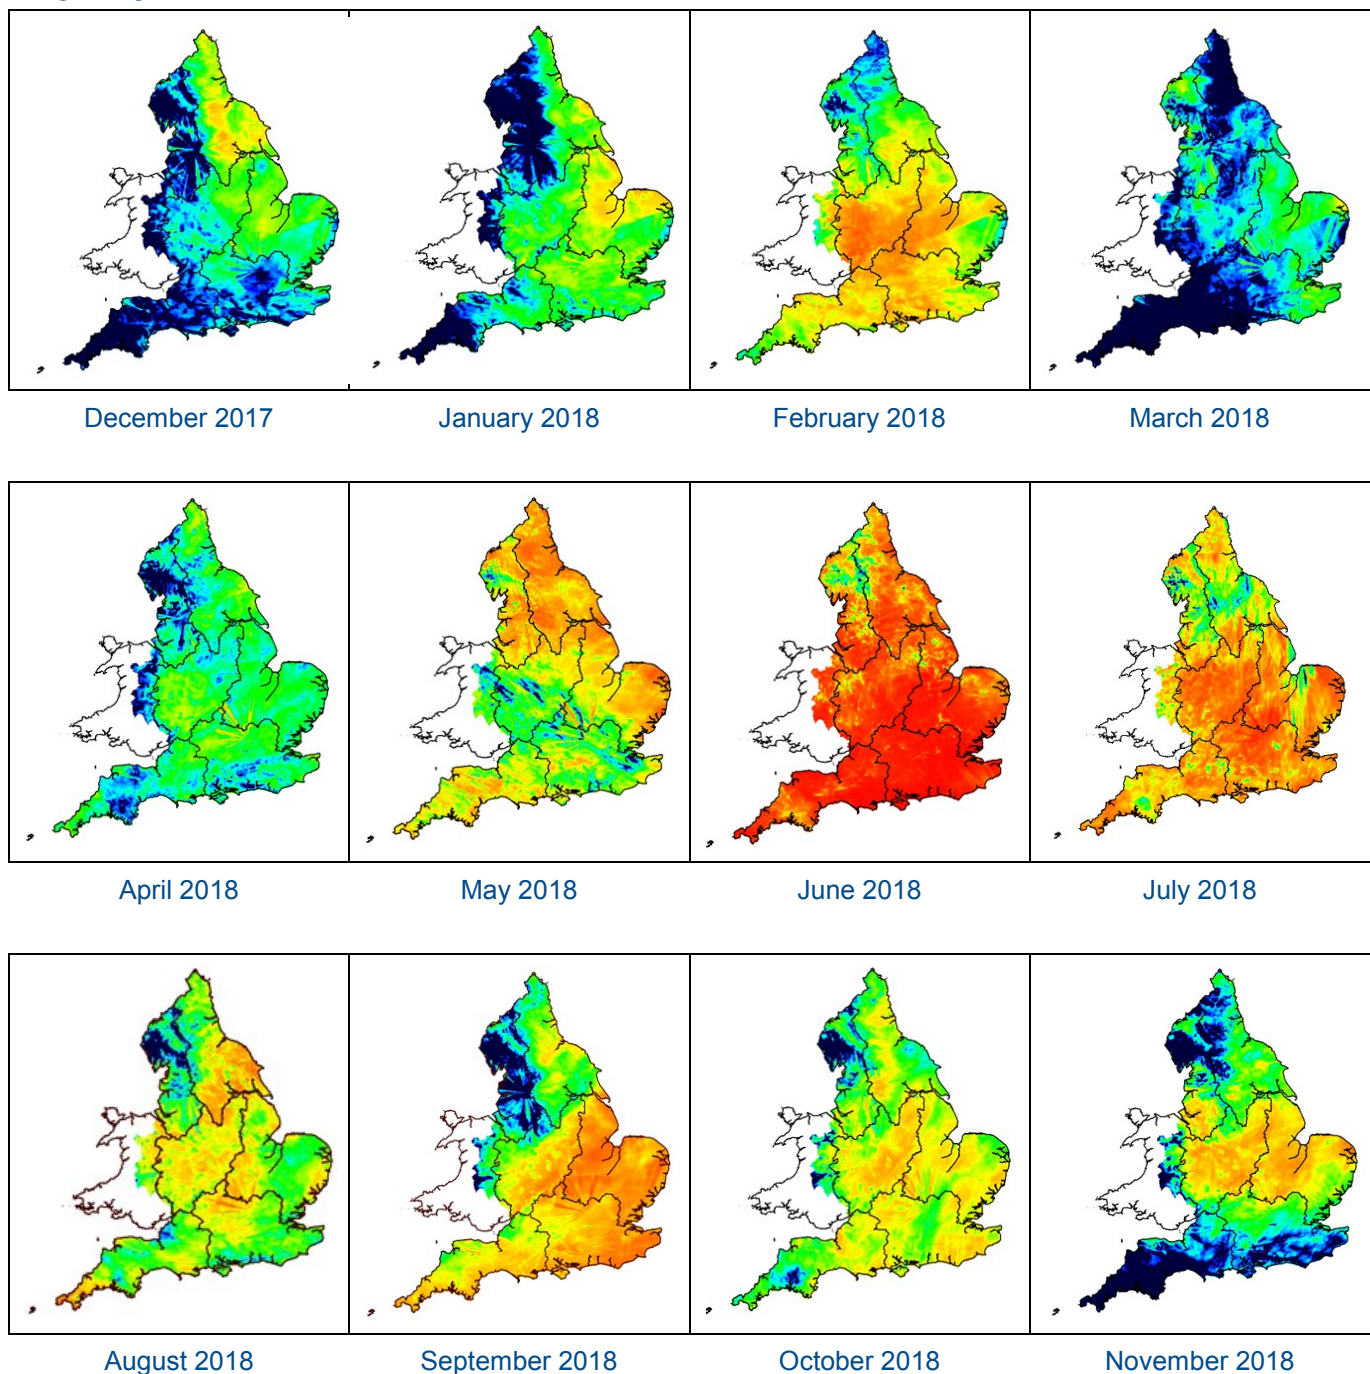 December 2017
January 2018
February 2018
March 2018
April 2018
May 2018
June 2018
July 2018
August 2018
September 2018
October 2018
November 2018